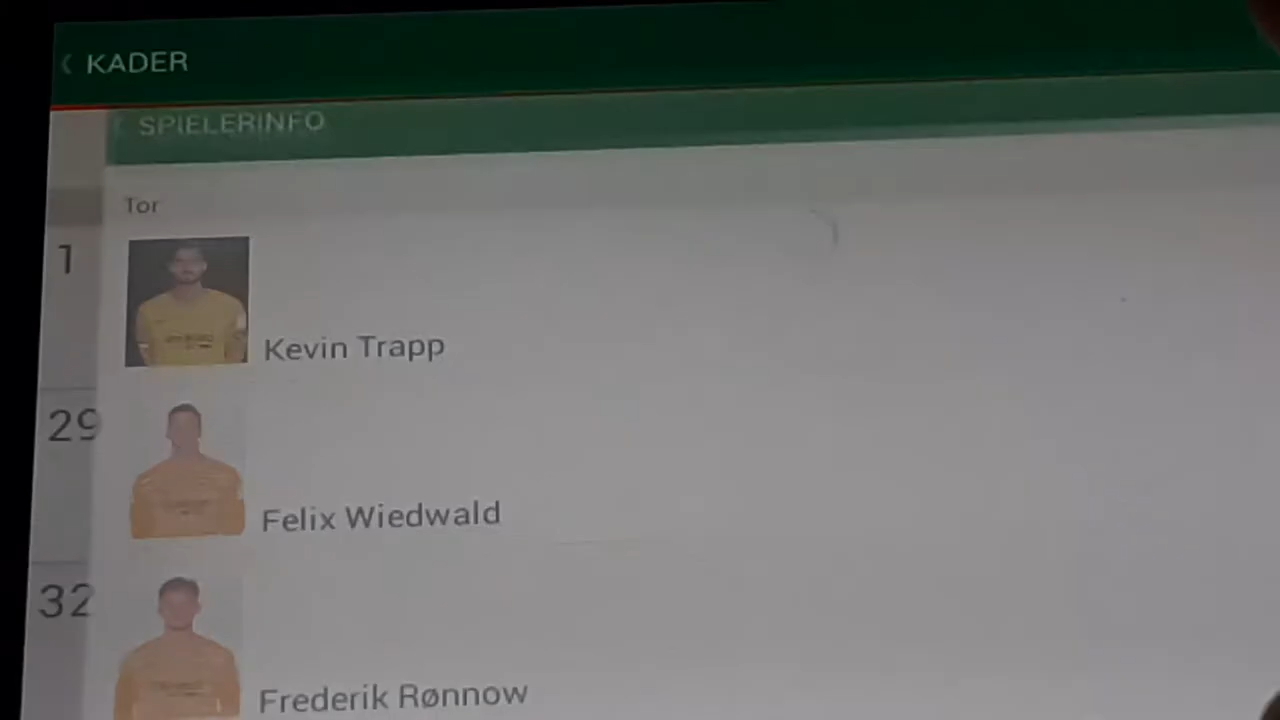 KADER
SPIELERINFO
Tor
1
Kevin Trapp
29
Felix Wiedwald
32
Frederik Rønnow